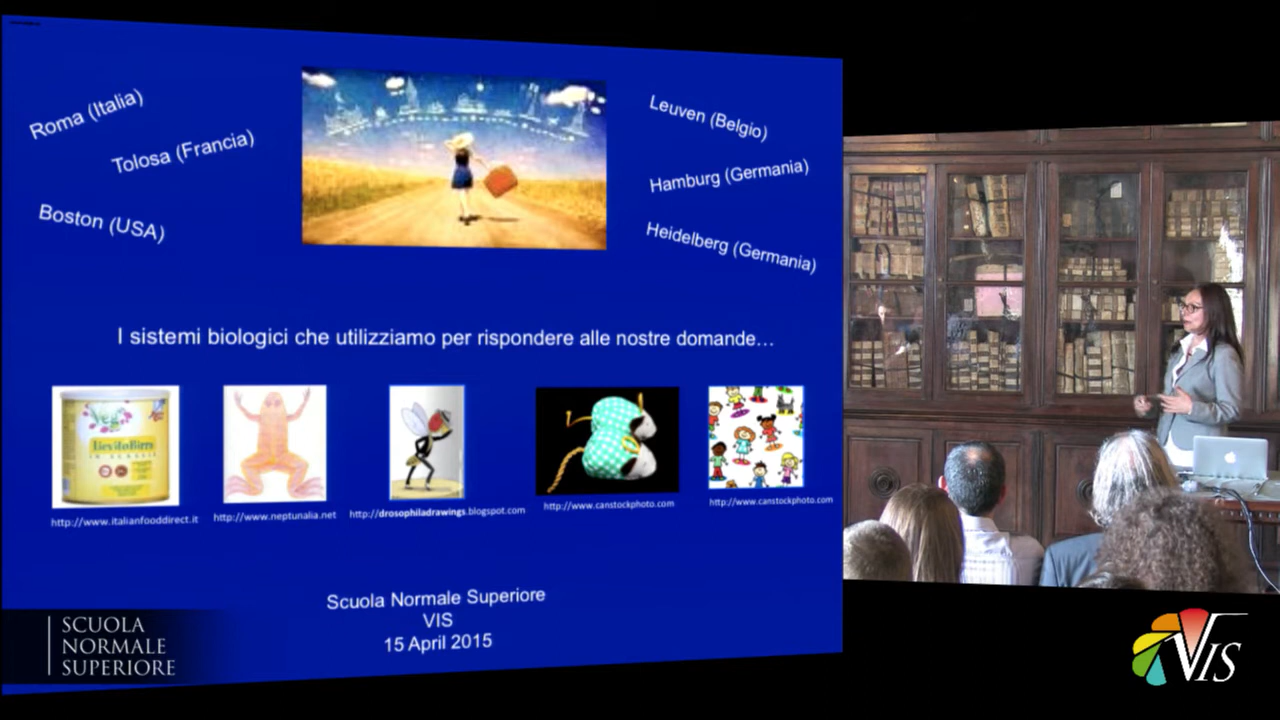 Roma (Italia)
Tolosa (Francia)
Boston (USA)
Leuven (Belgio)
Hamburg (Germania)
Heidelberg (Germania)
I sistemi biologici che utilizziamo per rispondere alle nostre domande…
LievitoBirra
http://www.italianfooddirect.it
http://www.neptunalia.net
http://drosophiladrawings.blogspot.com
http://www.canstockphoto.com
http://www.canstockphoto.com
Scuola Normale Superiore
VIS
15 April 2015
SCUOLA
NORMALE
SUPERIORE
VIS